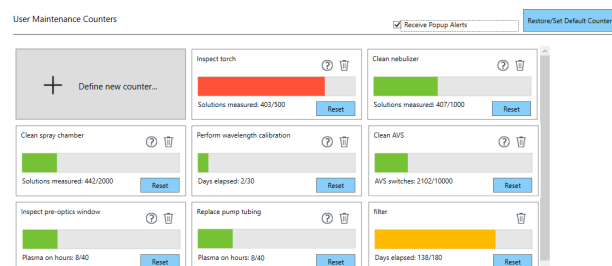 User Maintenance Counters
Receive Popup Alerts
Restore/Set Default Counter
Define new counter...
Inspect torch
Solutions measured: 403/500
Reset
Clean nebulizer
Solutions measured: 407/1000
Reset
Clean spray chamber
Solutions measured: 442/2000
Reset
Perform wavelength calibration
Days elapsed: 2/30
Reset
Clean AVS
AVS switches: 2102/10000
Reset
Inspect pre-optics window
Plasma on hours: 8/40
Reset
Replace pump tubing
Plasma on hours: 8/40
Reset
filter
Days elapsed: 138/180
Reset